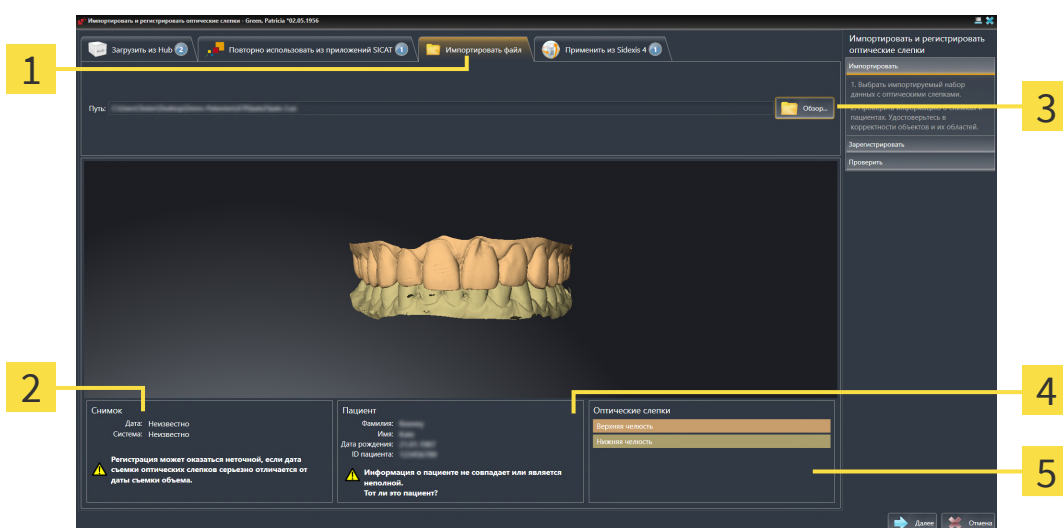 Импортировать и регистрировать оптические слепки - Green, Patricia *02.05.1956
Загрузить из Hub 2
Повторно использовать из приложений SICAT 1
Импортировать файл
Применить из Sidexis 4 1
Путь:
Обзор...
Импортировать и регистрировать
оптические слепки
Импортировать
1. Выбрать импортируемый набор
данных с оптическими слепками.
пациентах. Удостоверьтесь в
корректности объектов и их областей.
Зарегистрировать
Проверить
1
2
3
4
5
Снимок
Дата: Неизвестно
Система: Неизвестно
Регистрация может оказаться неточной, если дата
съемки оптических слепков серьезно отличается от
даты съемки объема.
Пациент
Фамилия:
Имя:
Дата рождения:
ID пациента:
Информация о пациенте не совпадает или является
неполной.
Тот ли это пациент?
Оптические слепки
Верхняя челюсть
Нижняя челюсть
Далее
Отмена